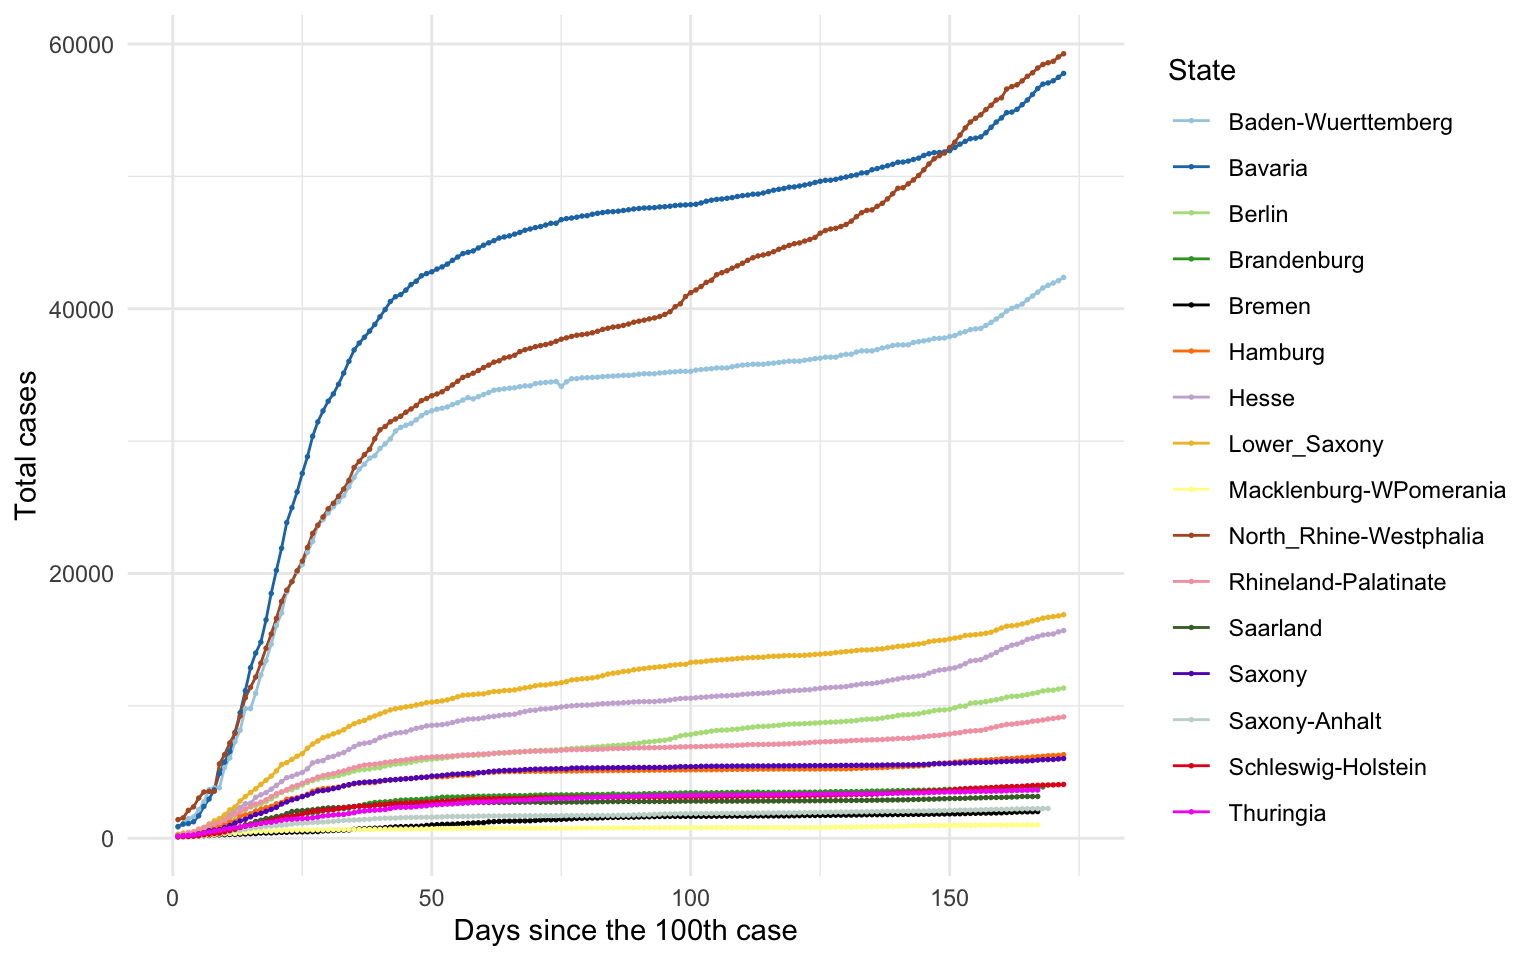 60000
40000
20000
0
Total cases
0 50 100 150
Days since the 100th case
State
Baden-Wuerttemberg
Bavaria
Berlin
Brandenburg
Bremen
Hamburg
Hesse
Lower_Saxony
Macklenburg-WPomerania
North_Rhine-Westphalia
Rhineland-Palatinate
Saarland
Saxony
Saxony-Anhalt
Schleswig-Holstein
Thuringia